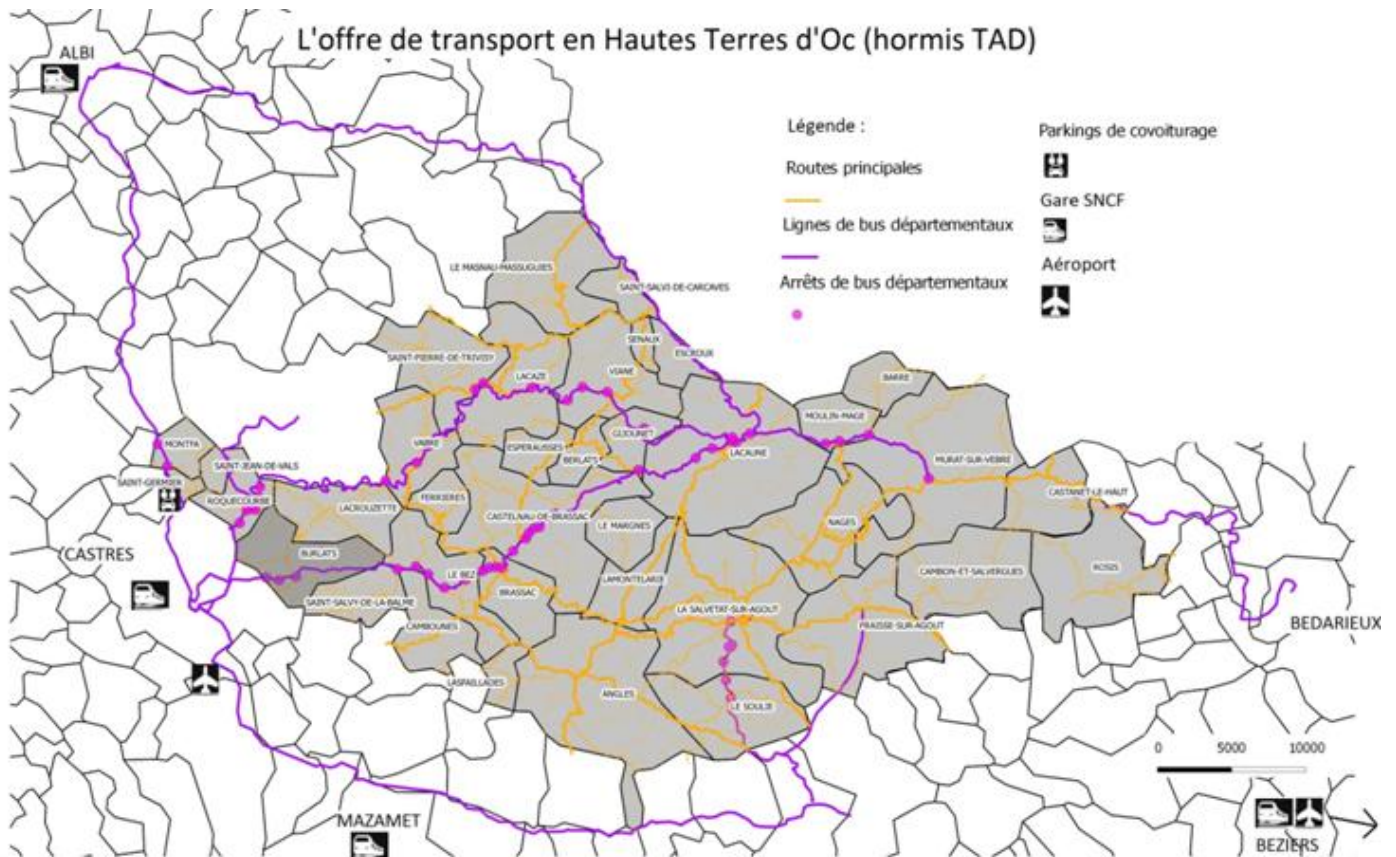 L'offre de transport en Hautes Terres d'Oc (hormis TAD)
ALBI
Légende :
Parkings de covoiturage
Routes principales
Gare SNCF
Lignes de bus départementaux
Aéroport
Arrêts de bus départementaux
LE MASNAU-MASSUGUIES
SAINT-SALVI-DE-CARCAVES
SENAUX
ESCROUX
SAINT-PIERRE-DE-TRIVISY
LACAZE
VIANE
BARRE
MOULIN-MAGE
MONTFA
VABRE
ESPERAUSSES
GIJOUNET
BERLATS
LACAUNE
MURAT-SUR-VEBRE
SAINT-JEAN-DE-VALS
SAINT-GERMIER
ROQUECOURBE
LACROUZETTE
FERRIERES
CASTELNAU-DE-BRASSAC
LE MARGNES
NAGES
CASTANET-LE-HAUT
CASTRES
BURLATS
LE BEZ
BRASSAC
LAMONTELARIE
CAMBON-ET-SALVERGUES
ROSIS
SAINT-SALVY-DE-LA-BALME
LA SALVETAT-SUR-AGOUT
CAMBOUNES
FRAISSE-SUR-AGOUT
BEDARIEUX
LASFAILLADES
ANGLES
LE SOULIE
0 5000 10000
MAZAMET
BEZIERS